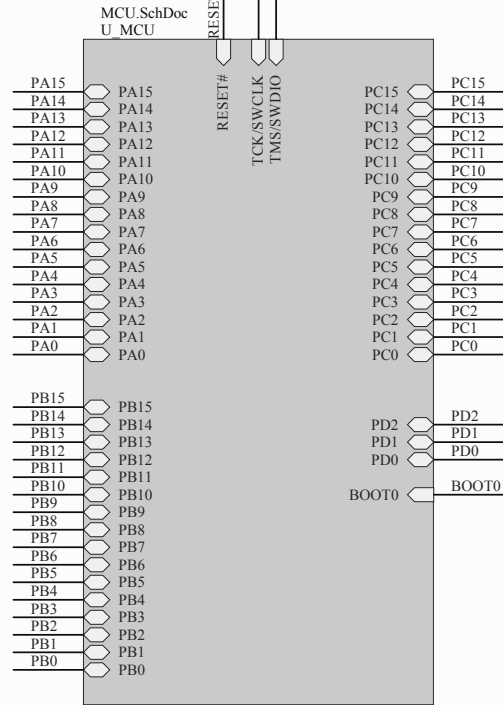 MCU.SchDoc
U_MCU
RESET
RESET#
TCK/SWCLK
TMS/SWDIO
PA15 PA15
PA14 PA14
PA13 PA13
PA12 PA12
PA11 PA11
PA10 PA10
PA9 PA9
PA8 PA8
PA7 PA7
PA6 PA6
PA5 PA5
PA4 PA4
PA3 PA3
PA2 PA2
PA1 PA1
PA0 PA0
PB15 PB15
PB14 PB14
PB13 PB13
PB12 PB12
PB11 PB11
PB10 PB10
PB9 PB9
PB8 PB8
PB7 PB7
PB6 PB6
PB5 PB5
PB4 PB4
PB3 PB3
PB2 PB2
PB1 PB1
PB0 PB0
PC15 PC15
PC14 PC14
PC13 PC13
PC12 PC12
PC11 PC11
PC10 PC10
PC9 PC9
PC8 PC8
PC7 PC7
PC6 PC6
PC5 PC5
PC4 PC4
PC3 PC3
PC2 PC2
PC1 PC1
PC0 PC0
PD2 PD2
PD1 PD1
PD0 PD0
BOOT0 BOOT0